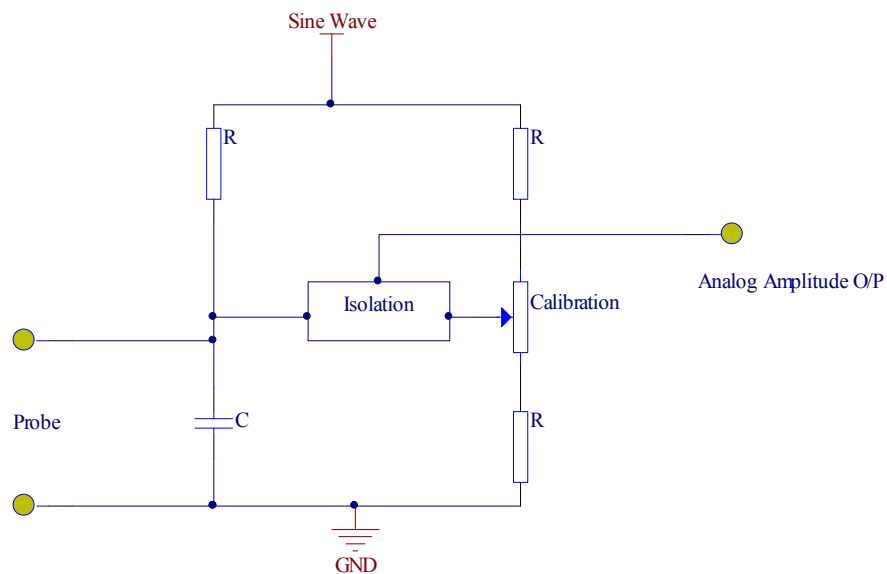 Sine Wave
R
R
Analog Amplitude O/P
Isolation
Calibration
Probe
C
R
GND